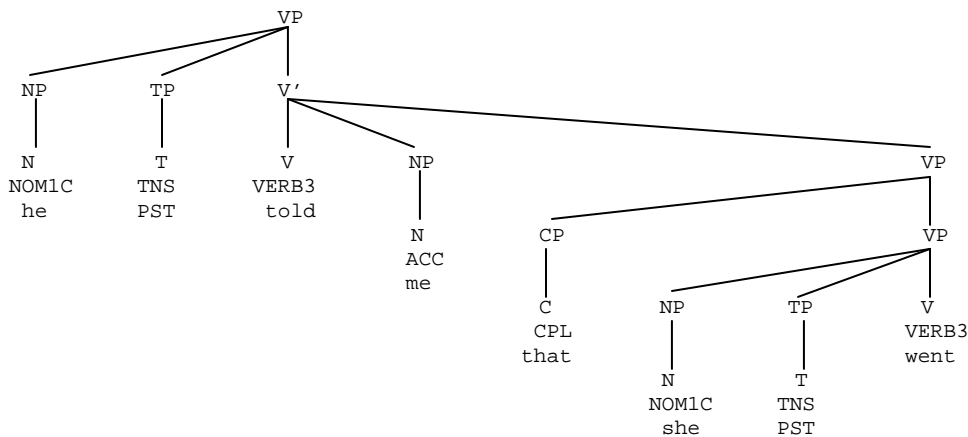 VP
NP TP V’
N T V NP VP
NOM1C TNS VERB3
he PST told
N CP VP
ACC
me
C NP TP V
CPL VERB3
that went
N T
NOM1C TNS
she PST